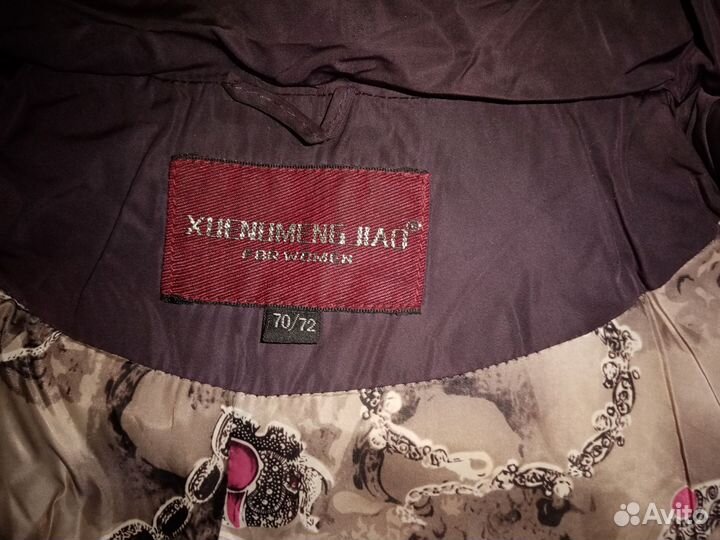 XUENUMENG JIAO®
FOR WOMEN
70/72
Avito